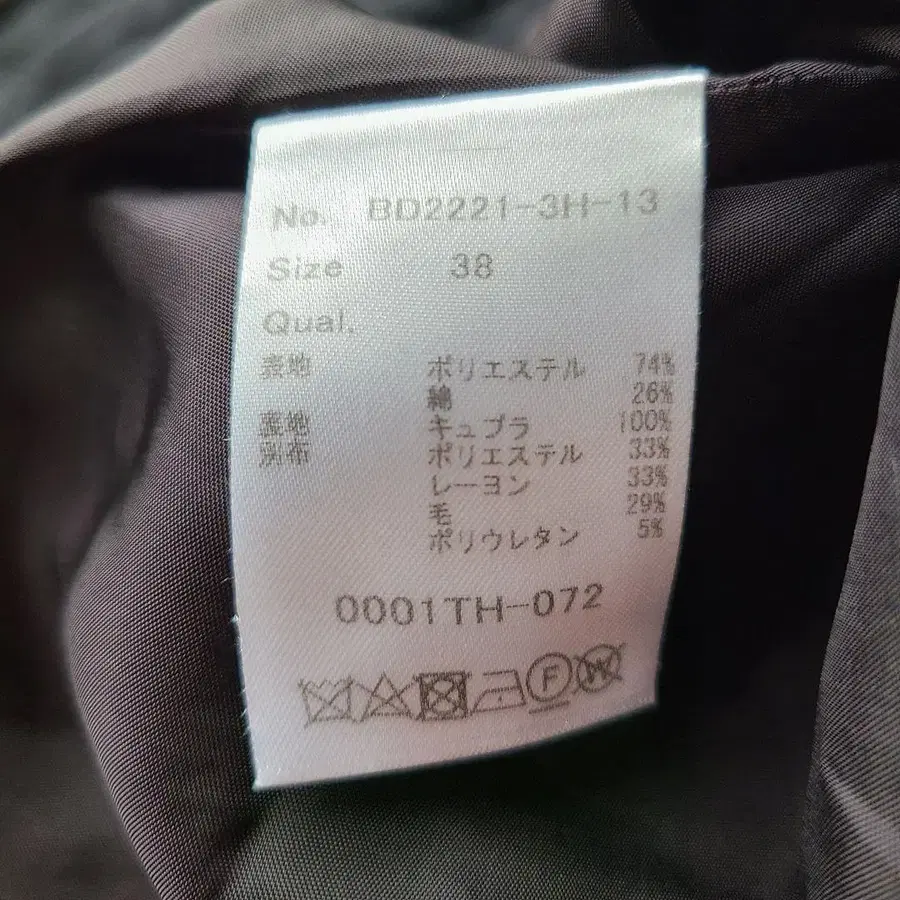 No. BD2221-3H-13
Size 38
Qual.
表地 ポリエステル 74%
綿 26%
裏地 キュプラ 100%
別布 ポリエステル 33%
レーヨン 33%
毛 29%
ポリウレタン 5%
0001TH-072
F W